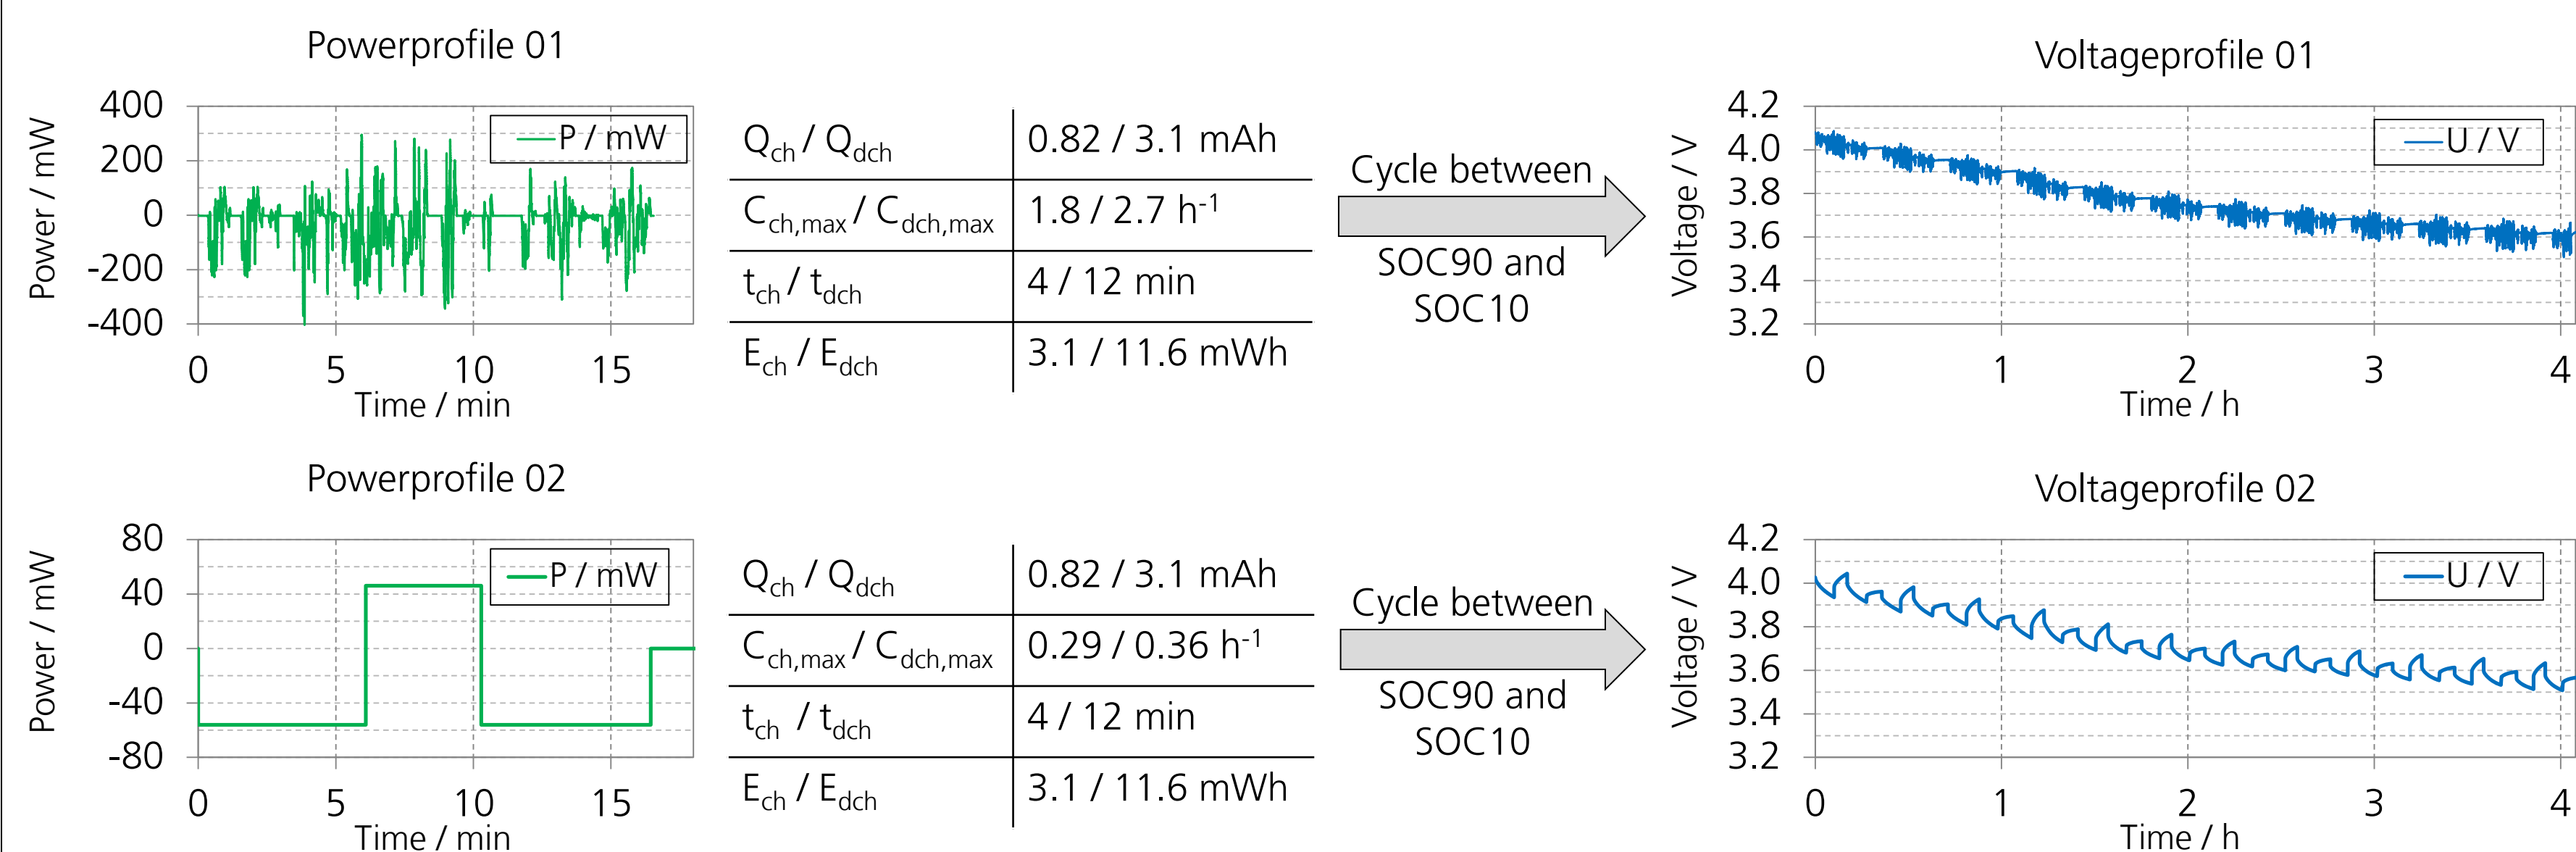 Powerprofile 01
Power / mW
400
200
0
-200
-400
P / mW
0 5 10 15
Time / min
Qch / Qdch 0.82 / 3.1 mAh
Cch,max / Cdch,max 1.8 / 2.7 h-1
tch / tdch 4 / 12 min
Ech / Edch 3.1 / 11.6 mWh
Cycle between
SOC90 and
SOC10
Voltageprofile 01
Voltage / V
4.2
4.0
3.8
3.6
3.4
3.2
U / V
0 1 2 3 4
Time / h
Powerprofile 02
Power / mW
80
40
0
-40
-80
P / mW
0 5 10 15
Time / min
Qch / Qdch 0.82 / 3.1 mAh
Cch,max / Cdch,max 0.29 / 0.36 h-1
tch / tdch 4 / 12 min
Ech / Edch 3.1 / 11.6 mWh
Cycle between
SOC90 and
SOC10
Voltageprofile 02
Voltage / V
4.2
4.0
3.8
3.6
3.4
3.2
U / V
0 1 2 3 4
Time / h